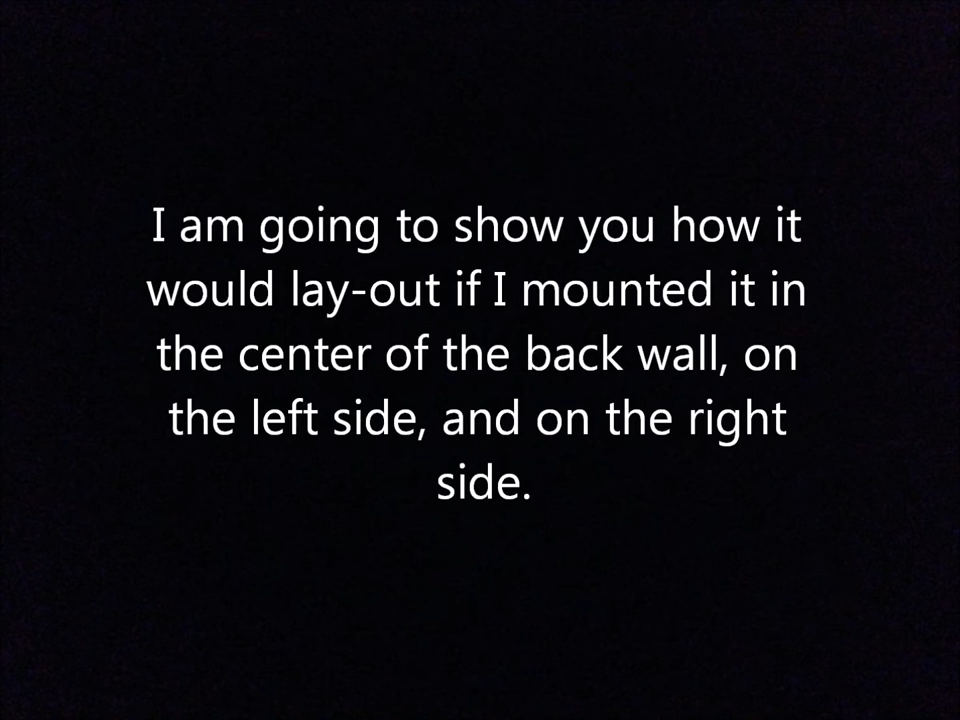 I am going to show you how it
would lay-out if I mounted it in
the center of the back wall, on
the left side, and on the right
side.